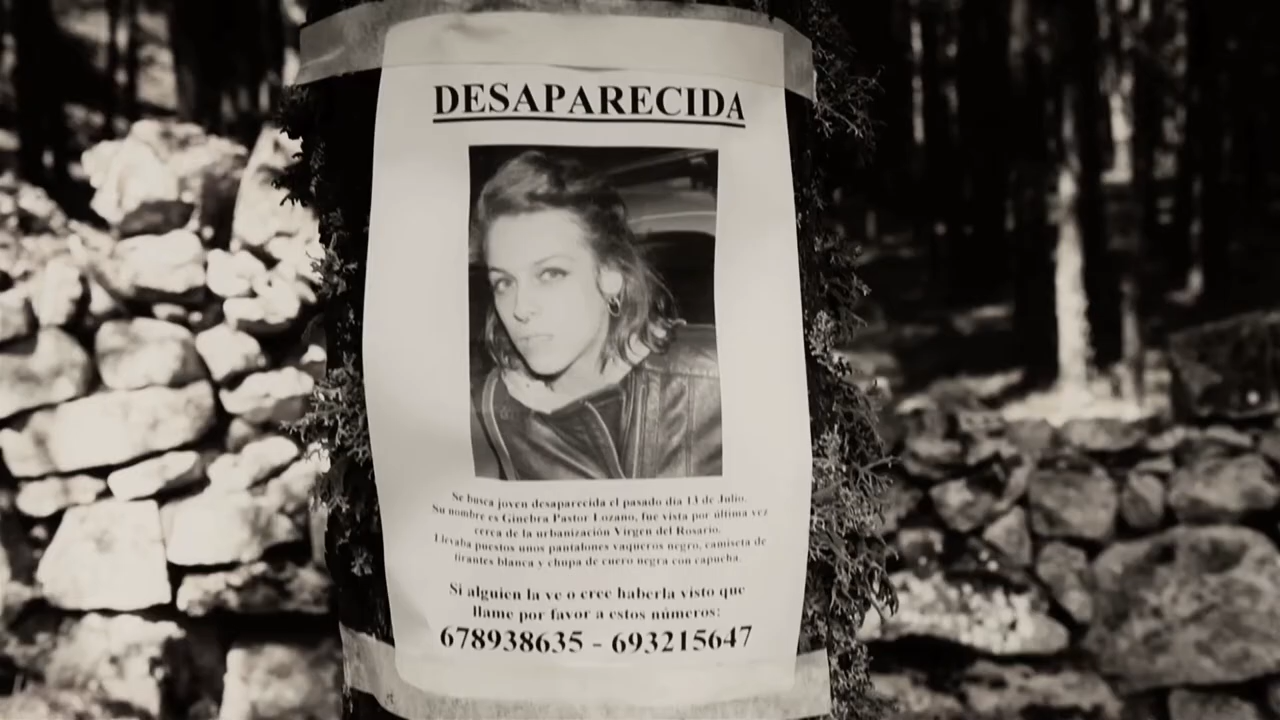 DESAPARECIDA
Se busca joven desaparecida el pasado dia 13 de Julio.
Su nombre es Ginebra Pastor Lozano, fue vista por última vez
cerca de la urbanización Virgen del Rosario.
Llevaba puestos unos pantalones vaqueros negro, camiseta de
tirantes blanca y chupa de cuero negra con capucha.
Si alguien la ve o cree haberla visto que
llame por favor a estos números:
678938635 - 693215647